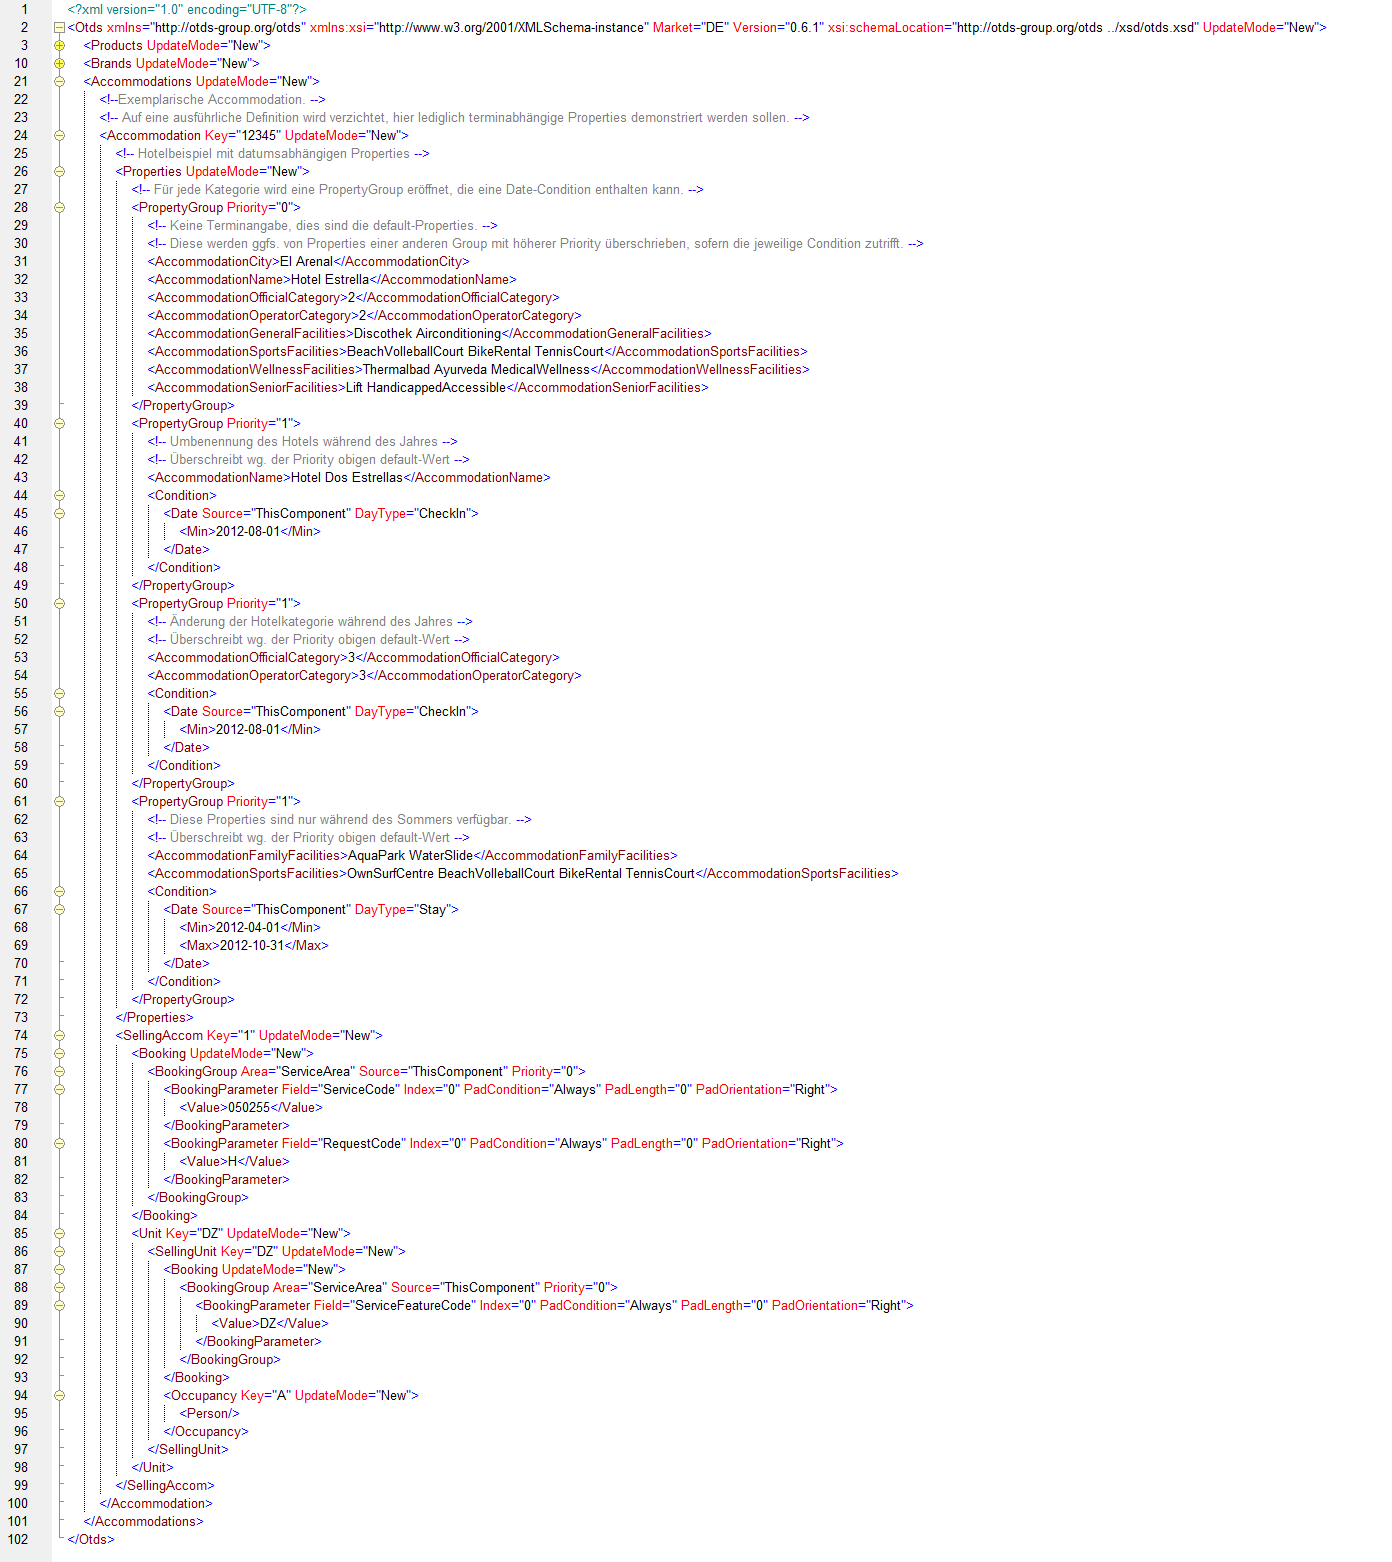 1 <?xml version="1.0" encoding="UTF-8"?>
2 <Otds xmlns="http://otds-group.org/otds" xmlns:xsi="http://www.w3.org/2001/XMLSchema-instance" Market="DE" Version="0.6.1" xsi:schemaLocation="http://otds-group.org/otds ../xsd/otds.xsd" UpdateMode="New">
3 <Products UpdateMode="New">
10 <Brands UpdateMode="New">
21 <Accommodations UpdateMode="New">
22 <!--Exemplarische Accommodation. -->
23 <!-- Auf eine ausführliche Definition wird verzichtet, hier lediglich terminabhängige Properties demonstriert werden sollen. -->
24 <Accommodation Key="12345" UpdateMode="New">
25 <!-- Hotelbeispiel mit datumsabhängigen Properties -->
26 <Properties UpdateMode="New">
27 <!-- Für jede Kategorie wird eine PropertyGroup eröffnet, die eine Date-Condition enthalten kann. -->
28 <PropertyGroup Priority="0">
29 <!-- Keine Terminangabe, dies sind die default-Properties. -->
30 <!-- Diese werden ggfs. von Properties einer anderen Group mit höherer Priority überschrieben, sofern die jeweilige Condition zutrifft. -->
31 <AccommodationCity>El Arenal</AccommodationCity>
32 <AccommodationName>Hotel Estrella</AccommodationName>
33 <AccommodationOfficialCategory>2</AccommodationOfficialCategory>
34 <AccommodationOperatorCategory>2</AccommodationOperatorCategory>
35 <AccommodationGeneralFacilities>Discothek Airconditioning</AccommodationGeneralFacilities>
36 <AccommodationSportsFacilities>BeachVolleballCourt BikeRental TennisCourt</AccommodationSportsFacilities>
37 <AccommodationWellnessFacilities>Thermalbad Ayurveda MedicalWellness</AccommodationWellnessFacilities>
38 <AccommodationSeniorFacilities>Lift HandicappedAccessible</AccommodationSeniorFacilities>
39 </PropertyGroup>
40 <PropertyGroup Priority="1">
41 <!-- Umbenennung des Hotels während des Jahres -->
42 <!-- Überschreibt wg. der Priority obigen default-Wert -->
43 <AccommodationName>Hotel Dos Estrellas</AccommodationName>
44 <Condition>
45 <Date Source="ThisComponent" DayType="CheckIn">
46 <Min>2012-08-01</Min>
47 </Date>
48 </Condition>
49 </PropertyGroup>
50 <PropertyGroup Priority="1">
51 <!-- Änderung der Hotelkategorie während des Jahres -->
52 <!-- Überschreibt wg. der Priority obigen default-Wert -->
53 <AccommodationOfficialCategory>3</AccommodationOfficialCategory>
54 <AccommodationOperatorCategory>3</AccommodationOperatorCategory>
55 <Condition>
56 <Date Source="ThisComponent" DayType="CheckIn">
57 <Min>2012-08-01</Min>
58 </Date>
59 </Condition>
60 </PropertyGroup>
61 <PropertyGroup Priority="1">
62 <!-- Diese Properties sind nur während des Sommers verfügbar. -->
63 <!-- Überschreibt wg. der Priority obigen default-Wert -->
64 <AccommodationFamilyFacilities>AquaPark WaterSlide</AccommodationFamilyFacilities>
65 <AccommodationSportsFacilities>OwnSurfCentre BeachVolleballCourt BikeRental TennisCourt</AccommodationSportsFacilities>
66 <Condition>
67 <Date Source="ThisComponent" DayType="Stay">
68 <Min>2012-04-01</Min>
69 <Max>2012-10-31</Max>
70 </Date>
71 </Condition>
72 </PropertyGroup>
73 </Properties>
74 <SellingAccom Key="1" UpdateMode="New">
75 <Booking UpdateMode="New">
76 <BookingGroup Area="ServiceArea" Source="ThisComponent" Priority="0">
77 <BookingParameter Field="ServiceCode" Index="0" PadCondition="Always" PadLength="0" PadOrientation="Right">
78 <Value>050255</Value>
79 </BookingParameter>
80 <BookingParameter Field="RequestCode" Index="0" PadCondition="Always" PadLength="0" PadOrientation="Right">
81 <Value>H</Value>
82 </BookingParameter>
83 </BookingGroup>
84 </Booking>
85 <Unit Key="DZ" UpdateMode="New">
86 <SellingUnit Key="DZ" UpdateMode="New">
87 <Booking UpdateMode="New">
88 <BookingGroup Area="ServiceArea" Source="ThisComponent" Priority="0">
89 <BookingParameter Field="ServiceFeatureCode" Index="0" PadCondition="Always" PadLength="0" PadOrientation="Right">
90 <Value>DZ</Value>
91 </BookingParameter>
92 </BookingGroup>
93 </Booking>
94 <Occupancy Key="A" UpdateMode="New">
95 <Person/>
96 </Occupancy>
97 </SellingUnit>
98 </Unit>
99 </SellingAccom>
100 </Accommodation>
101 </Accommodations>
102 </Otds>